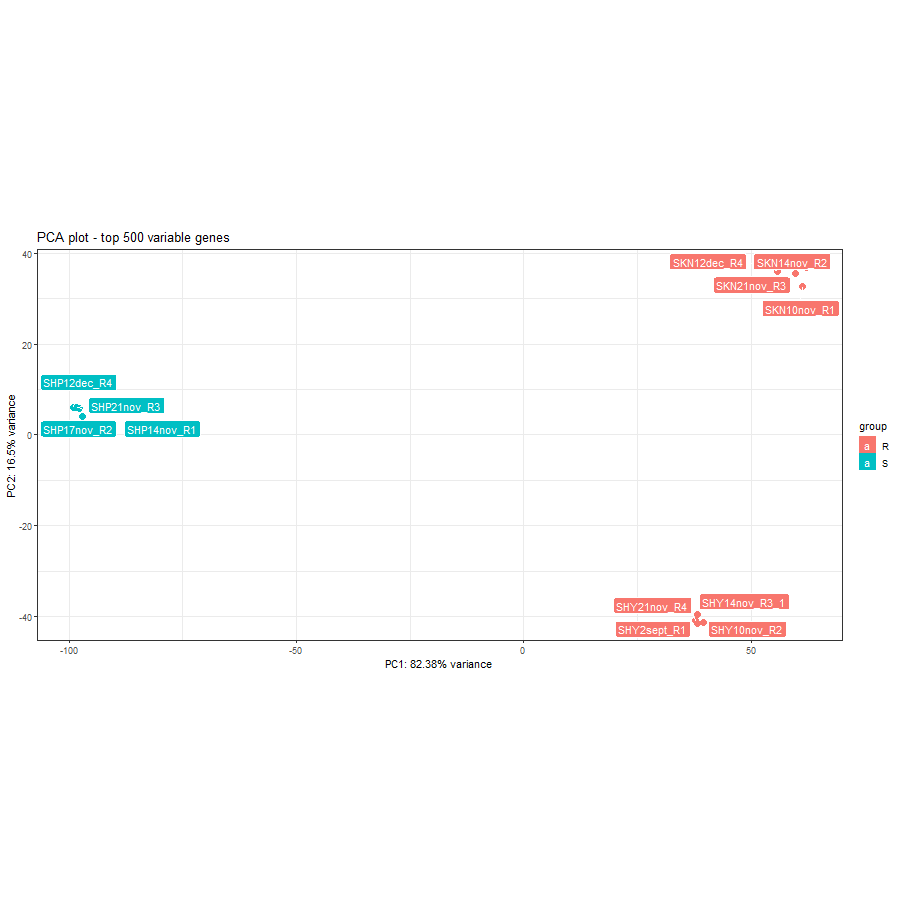 PCA plot - top 500 variable genes
40
20
0
-20
-40
PC2: 16.5% variance
SKN12dec_R4
SKN14nov_R2
SKN21nov_R3
SKN10nov_R1
SHP12dec_R4
SHP21nov_R3
SHP17nov_R2
SHP14nov_R1
SHY21nov_R4
SHY14nov_R3_1
SHY2sept_R1
SHY10nov_R2
-100
-50
0
50
PC1: 82.38% variance
group
a R
a S